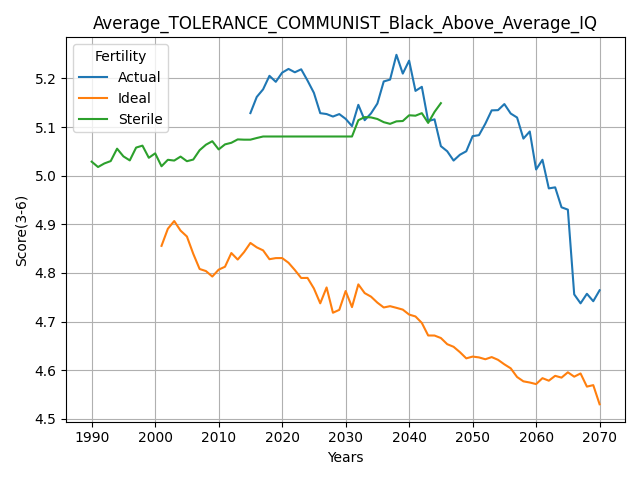 Average_TOLERANCE_COMMUNIST_Black_Above_Average_IQ
Fertility
Actual
Ideal
Sterile
Score(3-6)
5.2
5.1
5.0
4.9
4.8
4.7
4.6
4.5
1990 2000 2010 2020 2030 2040 2050 2060 2070
Years